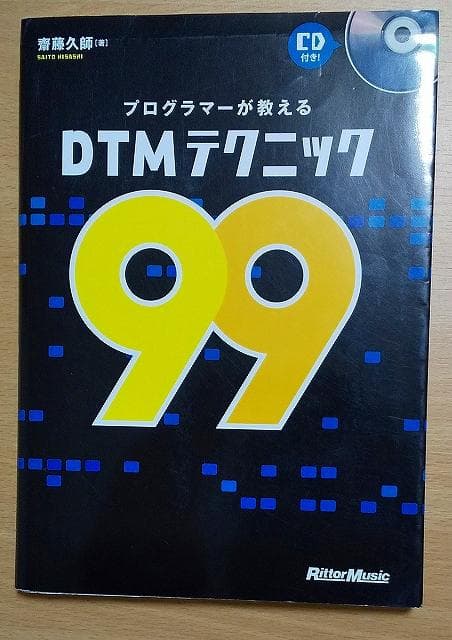 齋藤久師[著]
SAITO HISASHI
CD
付き!
プログラマーが教える
DTMテクニック
99
RittorMusic